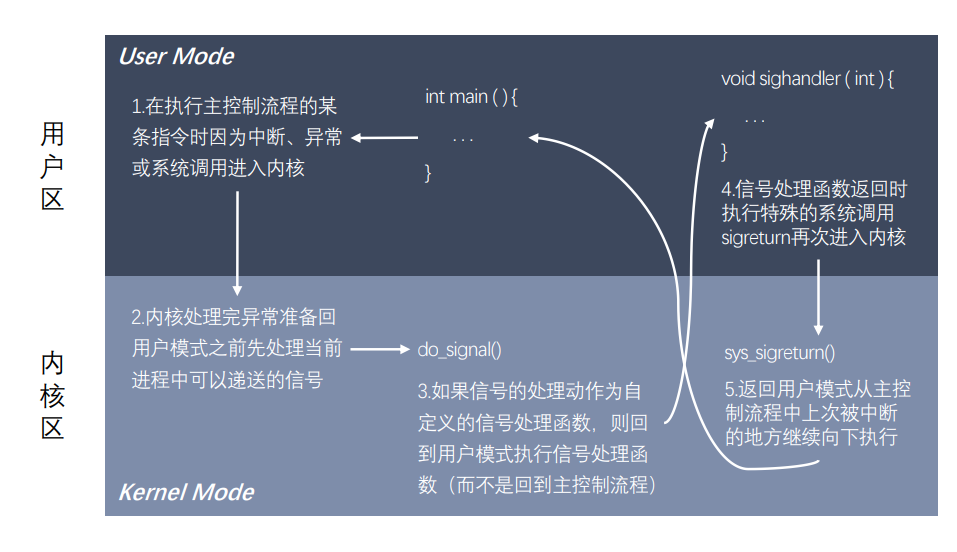 User Mode
用
户
区
1.在执行主控制流程的某
条指令时因为中断、异常
或系统调用进入内核
int main ( ) {
. . .
}
void sighandler ( int ) {
. . .
}
4.信号处理函数返回时
执行特殊的系统调用
sigreturn再次进入内核
内
核
区
2.内核处理完异常准备回
用户模式之前先处理当前
进程中可以递送的信号
do_signal()
3.如果信号的处理动作为自
定义的信号处理函数，则回
到用户模式执行信号处理函
数（而不是回到主控制流程）
sys_sigreturn()
5.返回用户模式从主控
制流程中上次被中断
的地方继续向下执行
Kernel Mode